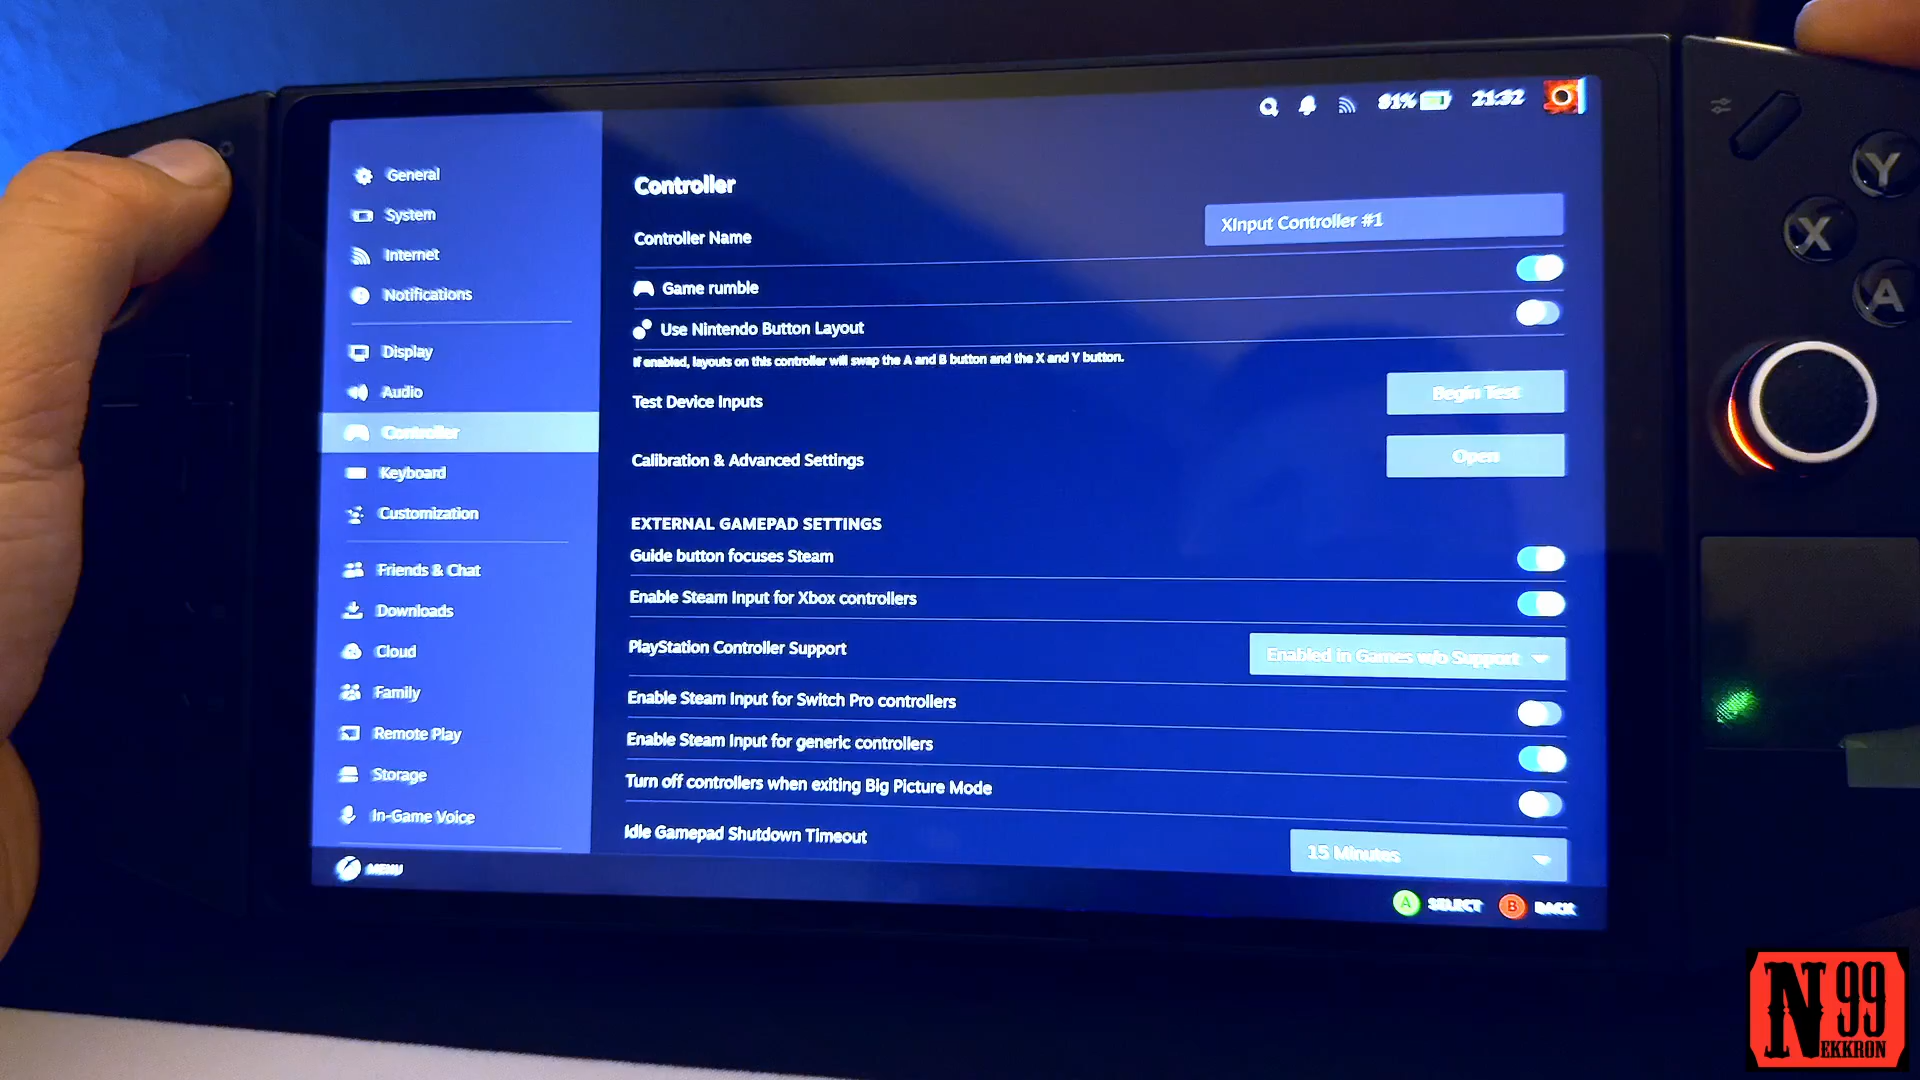 81%
21:32
General
System
Internet
Notifications
Display
Audio
Controller
Keyboard
Customization
Friends & Chat
Downloads
Cloud
Family
Remote Play
Storage
In-Game Voice
MENU
Controller
Controller Name
XInput Controller #1
Game rumble
Use Nintendo Button Layout
If enabled, layouts on this controller will swap the A and B button and the X and Y button.
Test Device Inputs
Begin Test
Calibration & Advanced Settings
Open
EXTERNAL GAMEPAD SETTINGS
Guide button focuses Steam
Enable Steam Input for Xbox controllers
PlayStation Controller Support
Enabled in Games w/o Support
Enable Steam Input for Switch Pro controllers
Enable Steam Input for generic controllers
Turn off controllers when exiting Big Picture Mode
Idle Gamepad Shutdown Timeout
15 Minutes
A SELECT B BACK
Y
X
A
N99
EKKRON